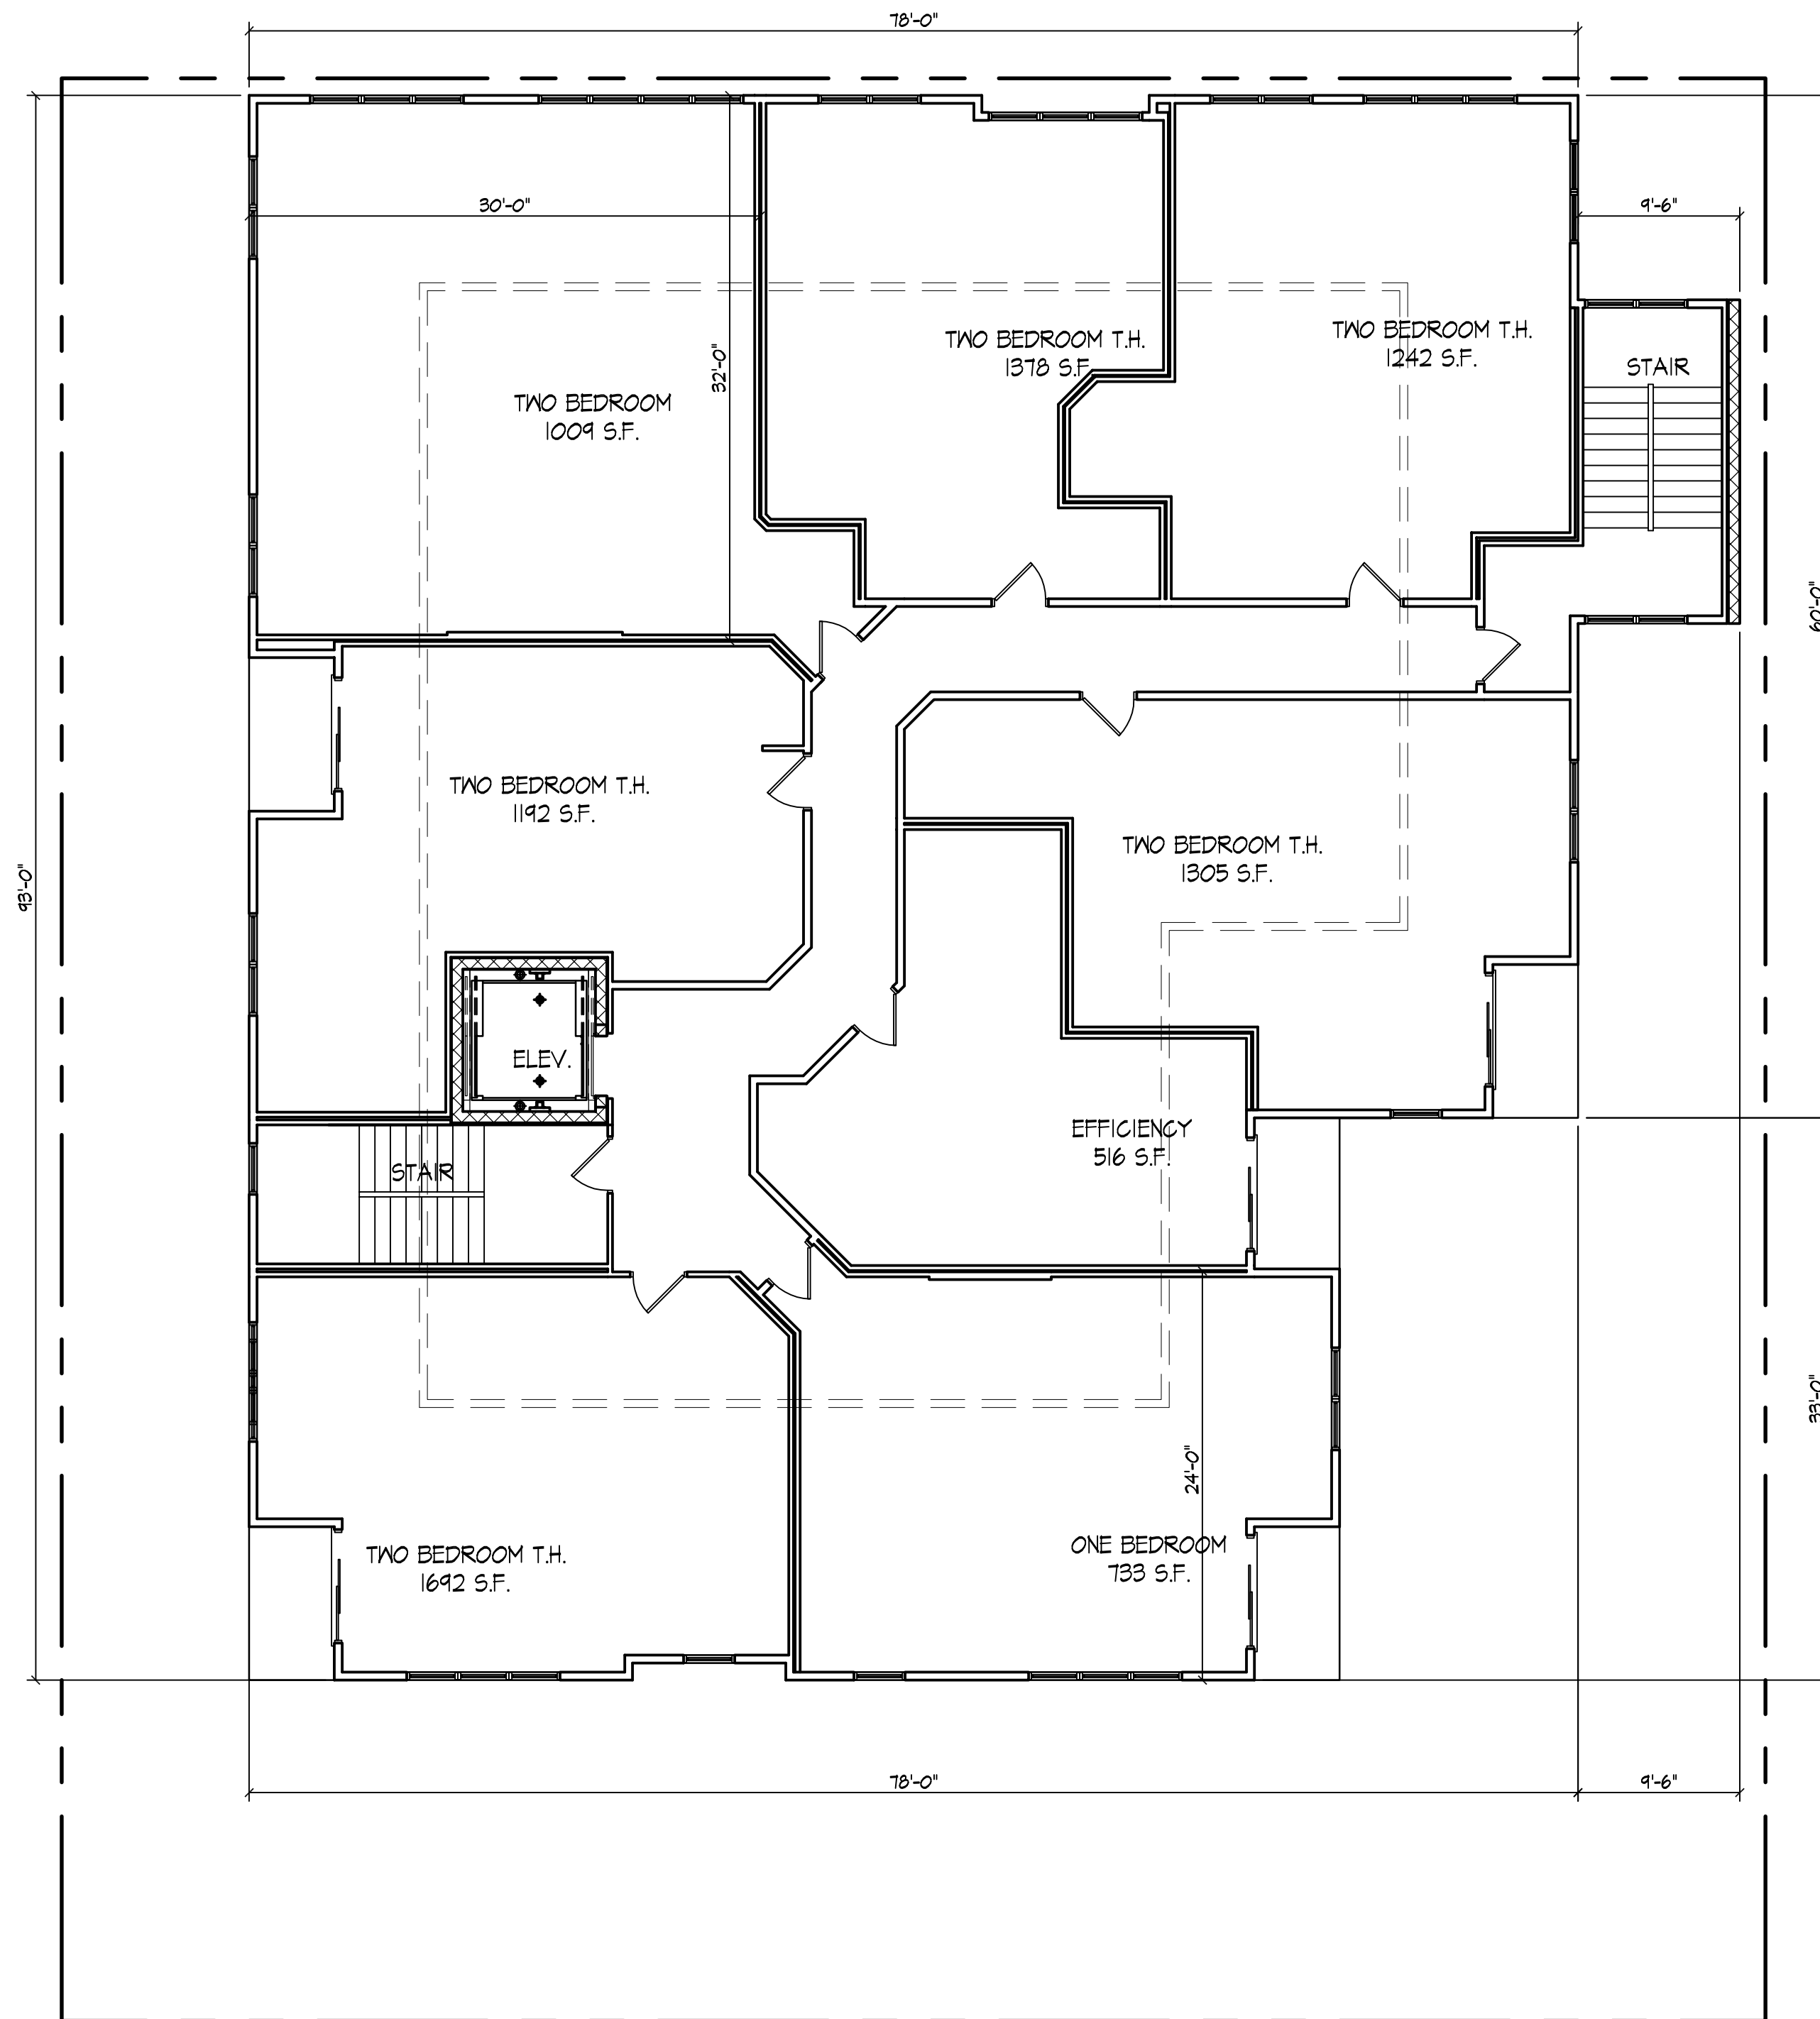 78'-0"
30'-0"
9'-6"
32'-0"
TWO BEDROOM T.H.
1378 S.F.
TWO BEDROOM T.H.
1242 S.F.
STAIR
TWO BEDROOM
1009 S.F.
60'-0"
TWO BEDROOM T.H.
1192 S.F.
TWO BEDROOM T.H.
1305 S.F.
93'-0"
ELEV.
EFFICIENCY
516 S.F.
STAIR
33'-0"
24'-0"
TWO BEDROOM T.H.
1692 S.F.
ONE BEDROOM
733 S.F.
78'-0"
9'-6"